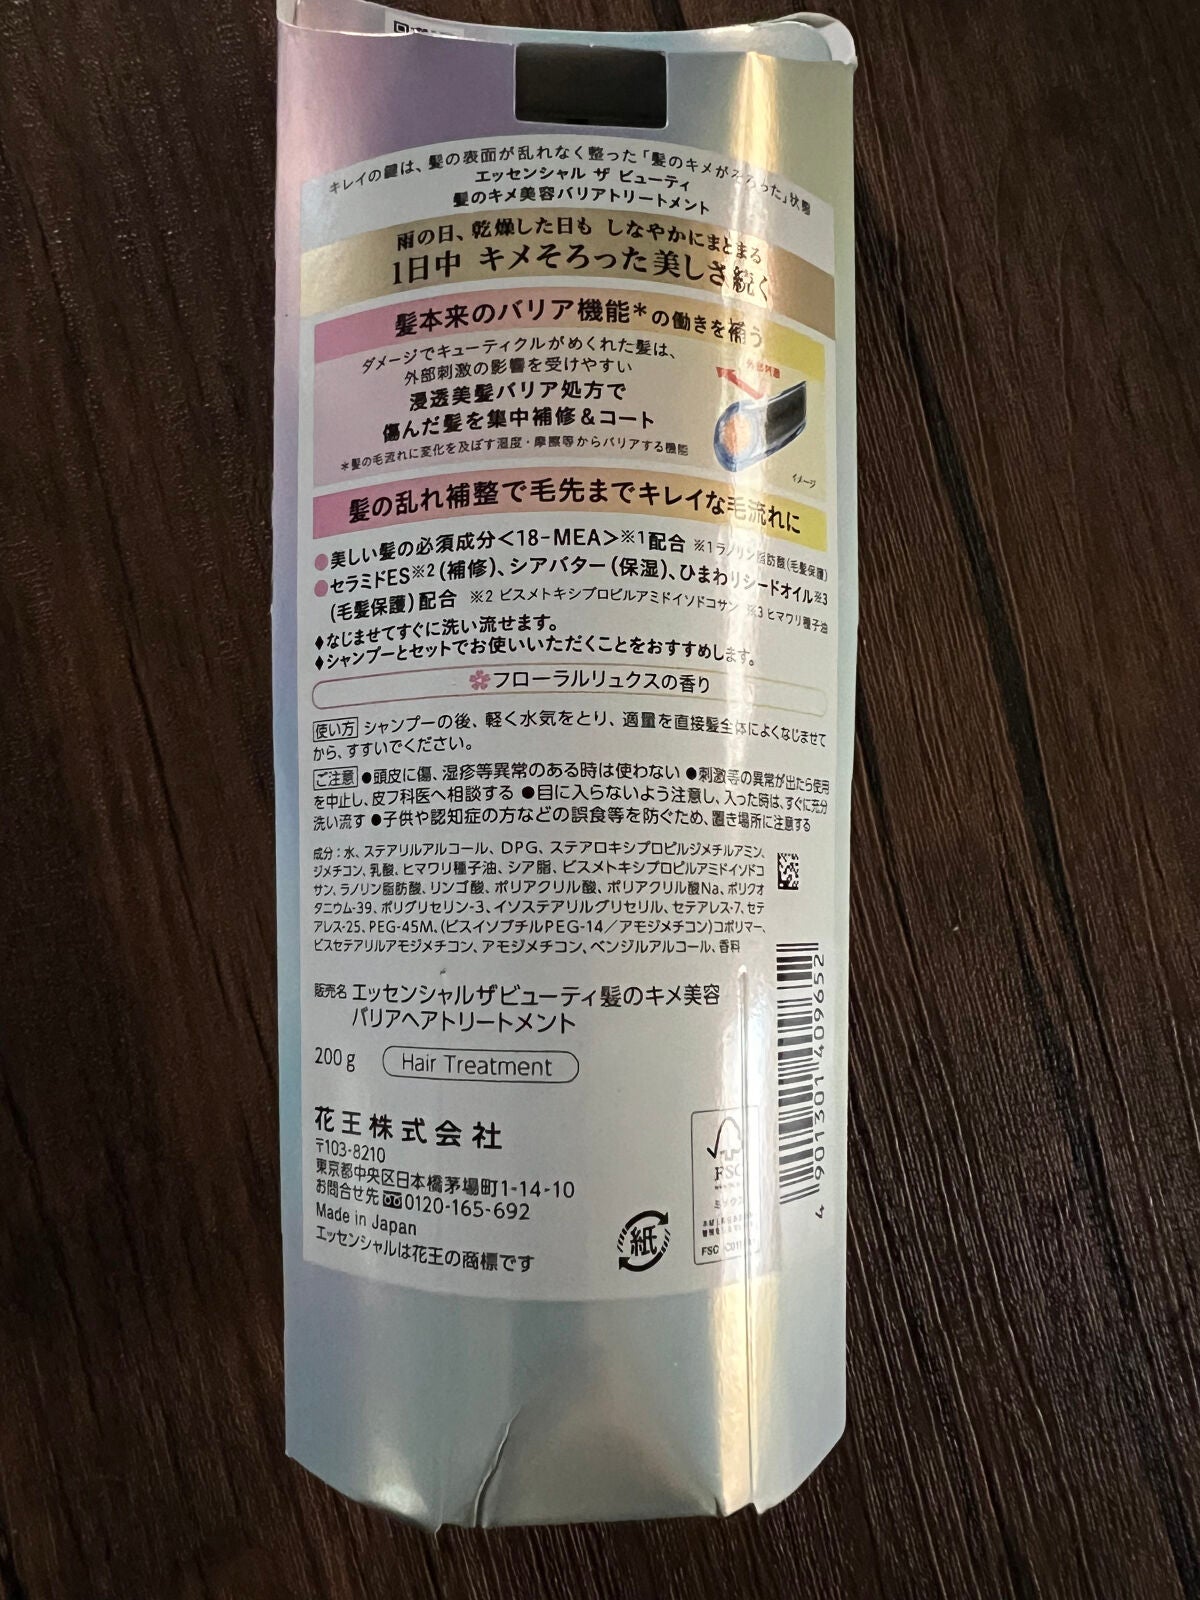 キレイの鍵は、髪の表面が乱れなく整った「髪のキメがそろった」状態
エッセンシャル ザ ビューティ
髪のキメ美容バリアトリートメント
雨の日、乾燥した日も しなやかにまとまる
1日中 キメそろった美しさ続く
髪本来のバリア機能*の働きを補う
ダメージでキューティクルがめくれた髪は、
外部刺激の影響を受けやすい
浸透美髪バリア処方で
傷んだ髪を集中補修&コート
*髪の毛流れに変化を及ぼす湿度・摩擦等からバリアする機能
外部刺激
イメージ
髪の乱れ補整で毛先までキレイな毛流れに
●美しい髪の必須成分<18-MEA>※1配合 ※1ラノリン脂肪酸(毛髪保護)
●セラミドES※2(補修)、シアバター(保湿)、ひまわりシードオイル※3
(毛髪保護)配合 ※2 ビスメトキシプロピルアミドイソドコサン ※3 ヒマワリ種子油
♦なじませてすぐに洗い流せます。
♦シャンプーとセットでお使いいただくことをおすすめします。
フローラルリュクスの香り
使い方 シャンプーの後、軽く水気をとり、適量を直接髪全体によくなじませて
から、すすいでください。
ご注意 ●頭皮に傷、湿疹等異常のある時は使わない ●刺激等の異常が出たら使用
を中止し、皮フ科医へ相談する ●目に入らないよう注意し、入った時は、すぐに充分
洗い流す ●子供や認知症の方などの誤食等を防ぐため、置き場所に注意する
成分：水、ステアリルアルコール、DPG、ステアロキシプロピルジメチルアミン、
ジメチコン、乳酸、ヒマワリ種子油、シア脂、ビスメトキシプロピルアミドイソドコ
サン、ラノリン脂肪酸、リンゴ酸、ポリアクリル酸、ポリアクリル酸Na、ポリクオ
タニウム-39、ポリグリセリン-3、イソステアリルグリセリル、セテアレス-7、セテ
アレス-25、PEG-45M、(ビスイソブチルPEG-14／アモジメチコン)コポリマー、
ビスセテアリルアモジメチコン、アモジメチコン、ベンジルアルコール、香料
販売名 エッセンシャルザビューティ髪のキメ美容
バリアヘアトリートメント
200g Hair Treatment
花王株式会社
〒103-8210
東京都中央区日本橋茅場町1-14-10
お問合せ先 0120-165-692
Made in Japan
エッセンシャルは花王の商標です
紙
FSC
ミックス
4 901301 409652